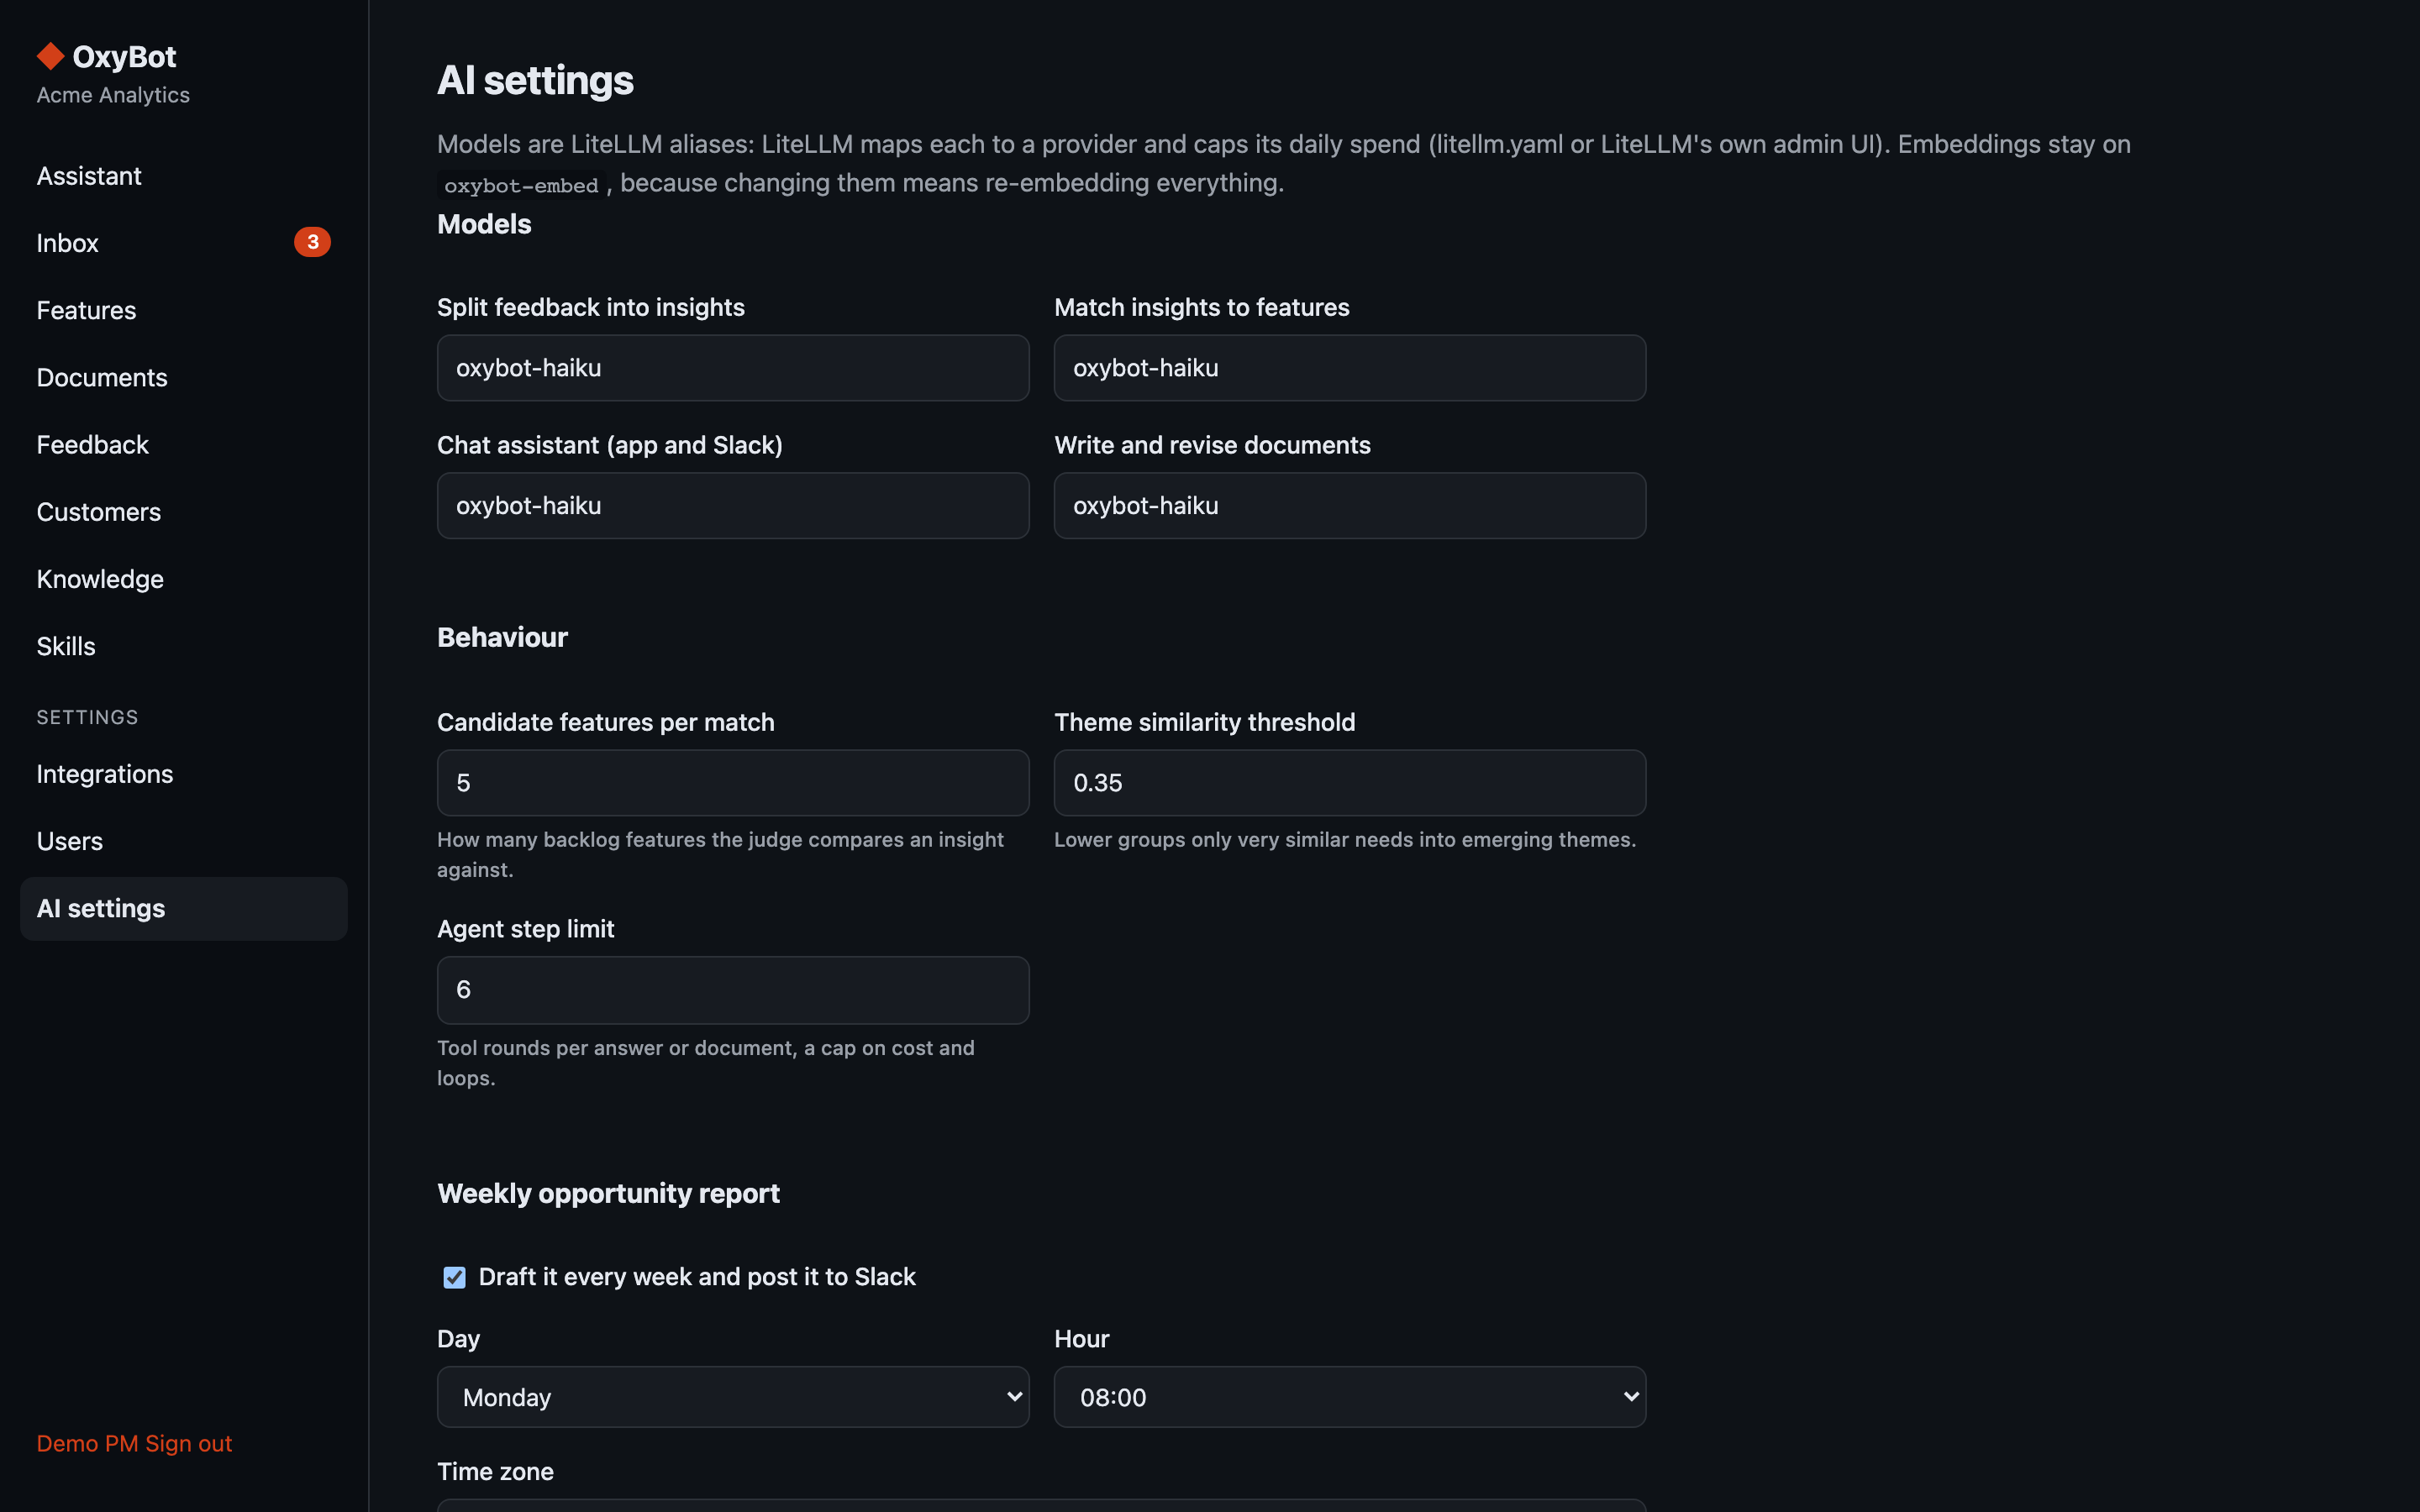 OxyBot
Acme Analytics
Assistant
Inbox 3
Features
Documents
Feedback
Customers
Knowledge
Skills
SETTINGS
Integrations
Users
AI settings
Demo PM Sign out
AI settings
Models are LiteLLM aliases: LiteLLM maps each to a provider and caps its daily spend (litellm.yaml or LiteLLM's own admin UI). Embeddings stay on
oxybot-embed, because changing them means re-embedding everything.
Models
Split feedback into insights
oxybot-haiku
Match insights to features
oxybot-haiku
Chat assistant (app and Slack)
oxybot-haiku
Write and revise documents
oxybot-haiku
Behaviour
Candidate features per match
5
How many backlog features the judge compares an insight
against.
Theme similarity threshold
0.35
Lower groups only very similar needs into emerging themes.
Agent step limit
6
Tool rounds per answer or document, a cap on cost and
loops.
Weekly opportunity report
Draft it every week and post it to Slack
Day
Monday
Hour
08:00
Time zone